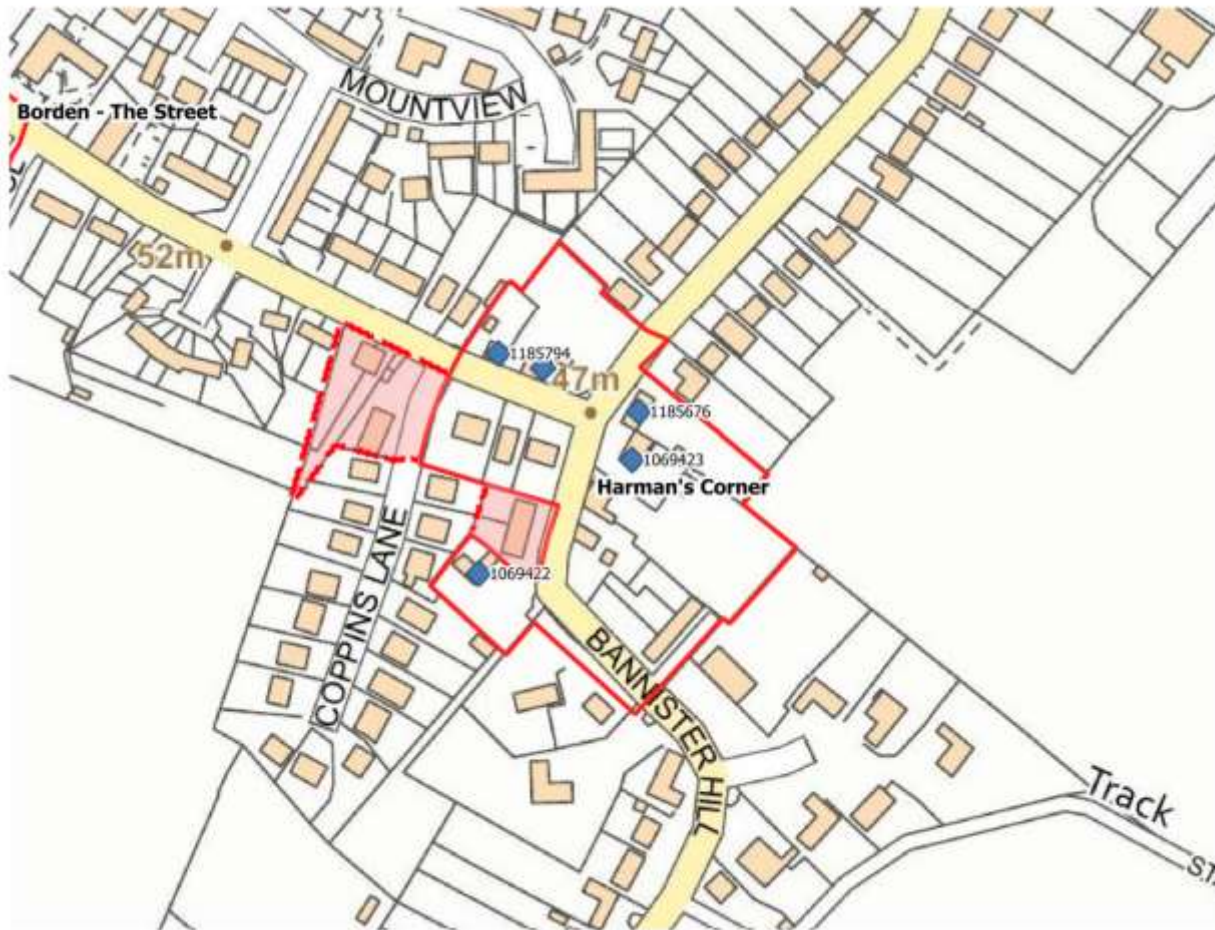 MOUNTVIEW
Borden - The Street
52m
1185794
47m
1185676
1069423
Harman's Corner
1069422
COPPINS LANE
BANNISTER HILL
Track